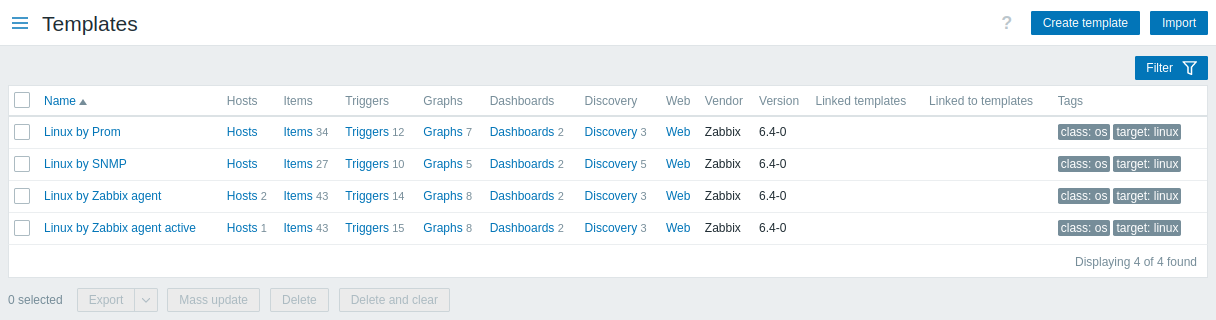 Templates ? Create template Import
Filter
Name Hosts Items Triggers Graphs Dashboards Discovery Web Vendor Version Linked templates Linked to templates Tags
Linux by Prom Hosts Items 34 Triggers 12 Graphs 7 Dashboards 2 Discovery 3 Web Zabbix 6.4-0 class: os target: linux
Linux by SNMP Hosts Items 27 Triggers 10 Graphs 5 Dashboards 2 Discovery 5 Web Zabbix 6.4-0 class: os target: linux
Linux by Zabbix agent Hosts 2 Items 43 Triggers 14 Graphs 8 Dashboards 2 Discovery 3 Web Zabbix 6.4-0 class: os target: linux
Linux by Zabbix agent active Hosts 1 Items 43 Triggers 15 Graphs 8 Dashboards 2 Discovery 3 Web Zabbix 6.4-0 class: os target: linux
Displaying 4 of 4 found
0 selected Export Mass update Delete Delete and clear